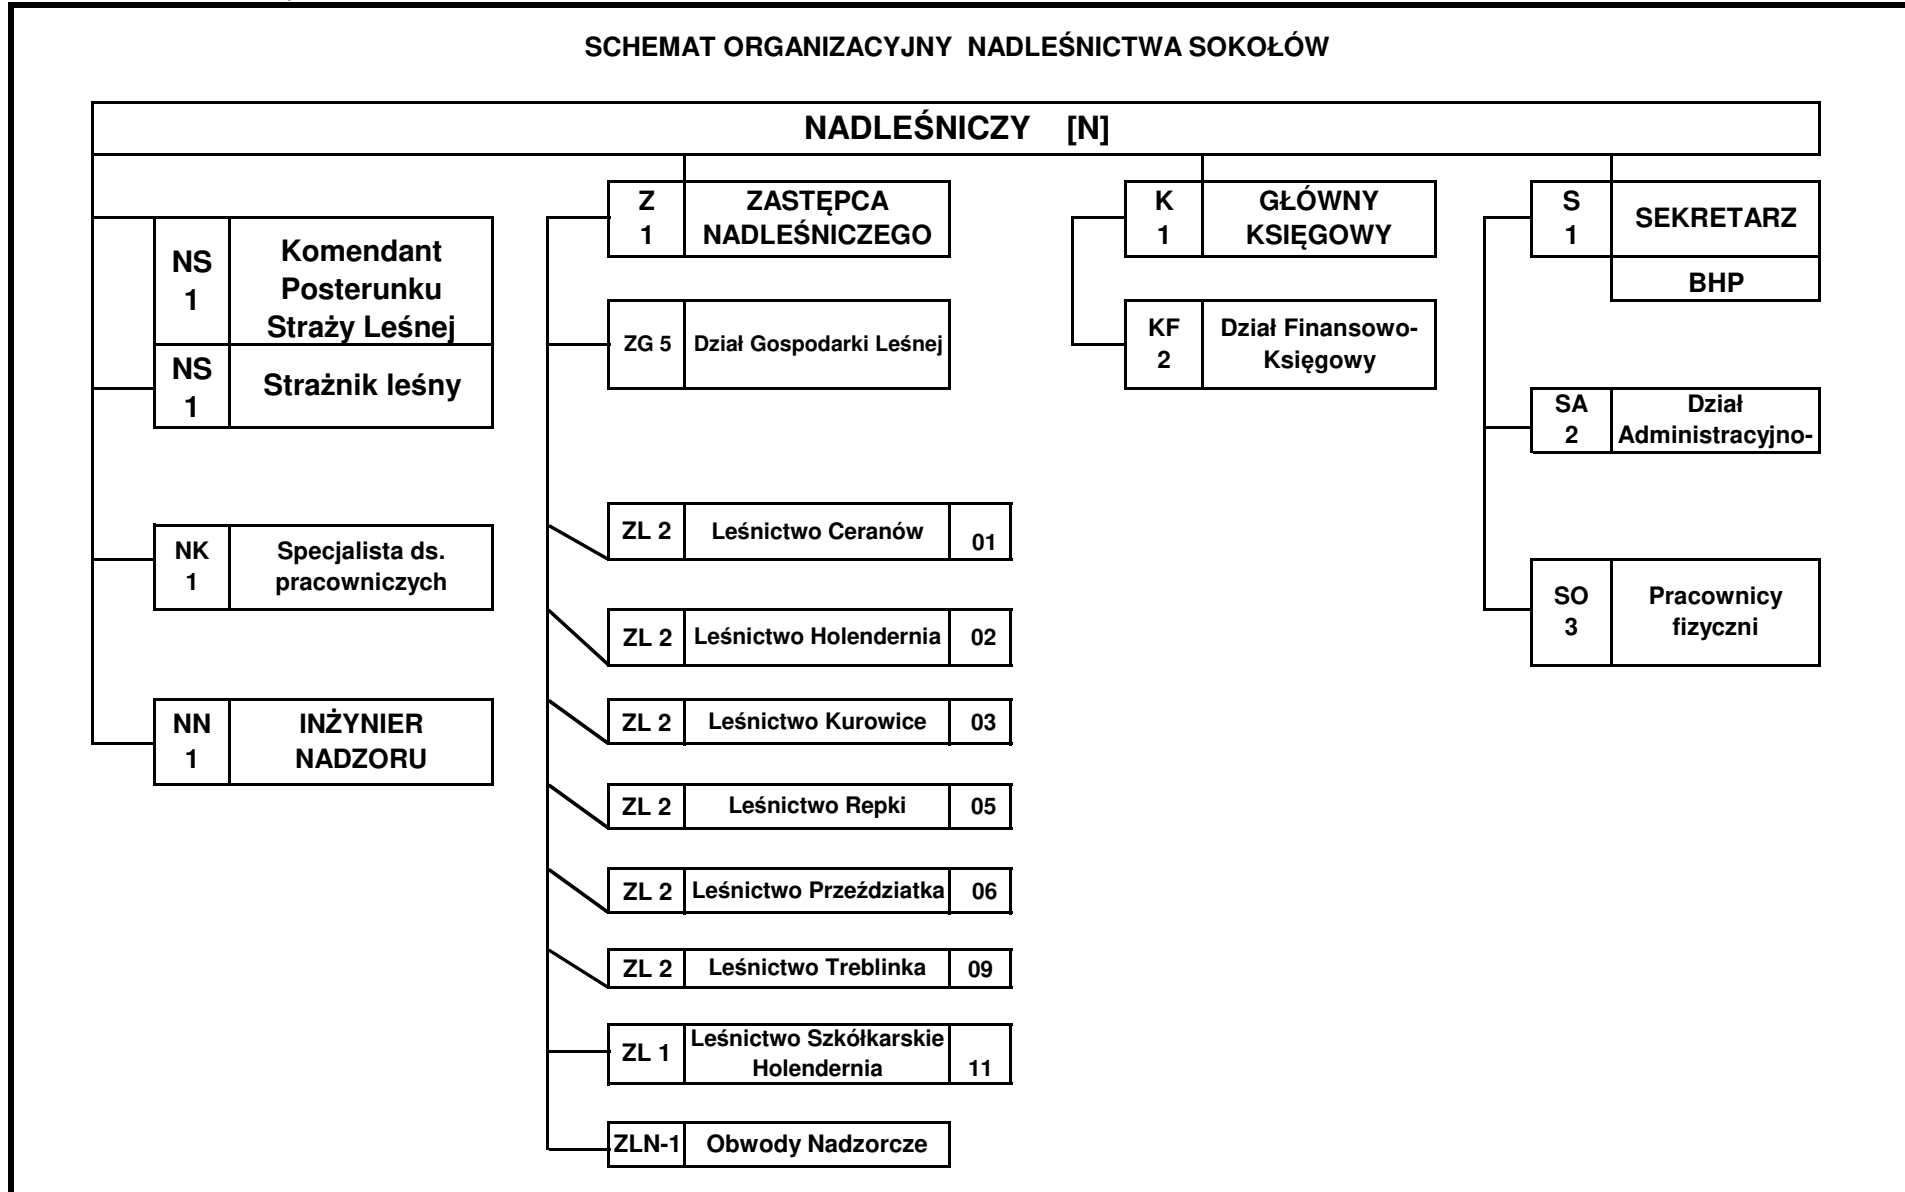 SCHEMAT ORGANIZACYJNY NADLEŚNICTWA SOKOŁÓW
NADLEŚNICZY [N]
NS
1
Komendant
Posterunku
Straży Leśnej
NS
1
Strażnik leśny
NK
1
Specjalista ds.
pracowniczych
NN
1
INŻYNIER
NADZORU
Z
1
ZASTĘPCA
NADLEŚNICZEGO
ZG 5
Dział Gospodarki Leśnej
ZL 2 Leśnictwo Ceranów 01
ZL 2 Leśnictwo Holendernia 02
ZL 2 Leśnictwo Kurowice 03
ZL 2 Leśnictwo Repki 05
ZL 2 Leśnictwo Przeździatka 06
ZL 2 Leśnictwo Treblinka 09
ZL 1
Leśnictwo Szkółkarskie
Holendernia
11
ZLN-1 Obwody Nadzorcze
K
1
GŁÓWNY
KSIĘGOWY
KF
2
Dział Finansowo-
Księgowy
S
1
SEKRETARZ
BHP
SA
2
Dział
Administracyjno-
SO
3
Pracownicy
fizyczni